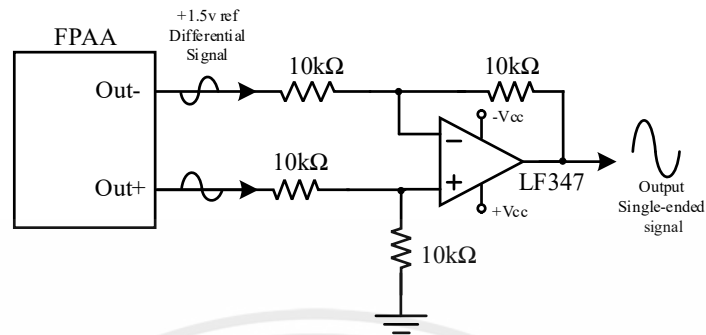 +1.5v ref
Differential
Signal
FPAA
Out-
10kΩ
10kΩ
-Vcc
−
Out+
10kΩ
+
LF347
+Vcc
Output
Single-ended
signal
10kΩ